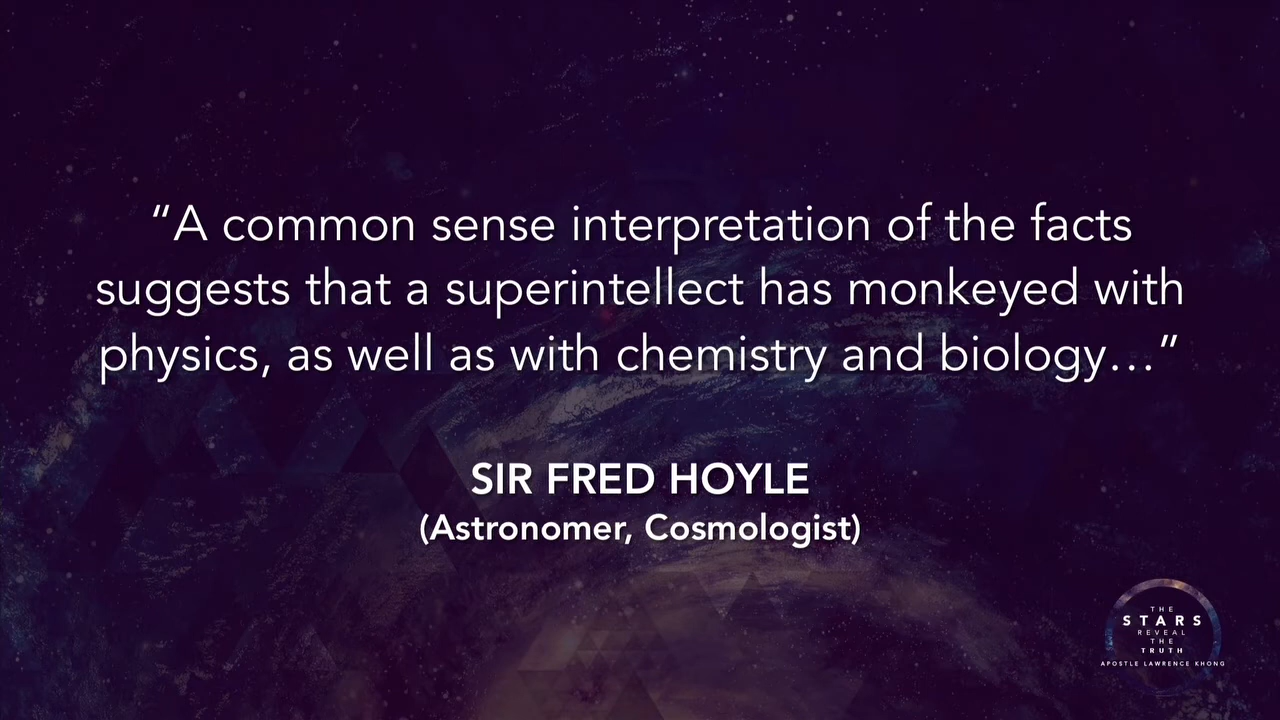 “A common sense interpretation of the facts
suggests that a superintellect has monkeyed with
physics, as well as with chemistry and biology…”
SIR FRED HOYLE
(Astronomer, Cosmologist)
THE
STARS
REVEAL
THE
TRUTH
APOSTLE LAWRENCE KHONG